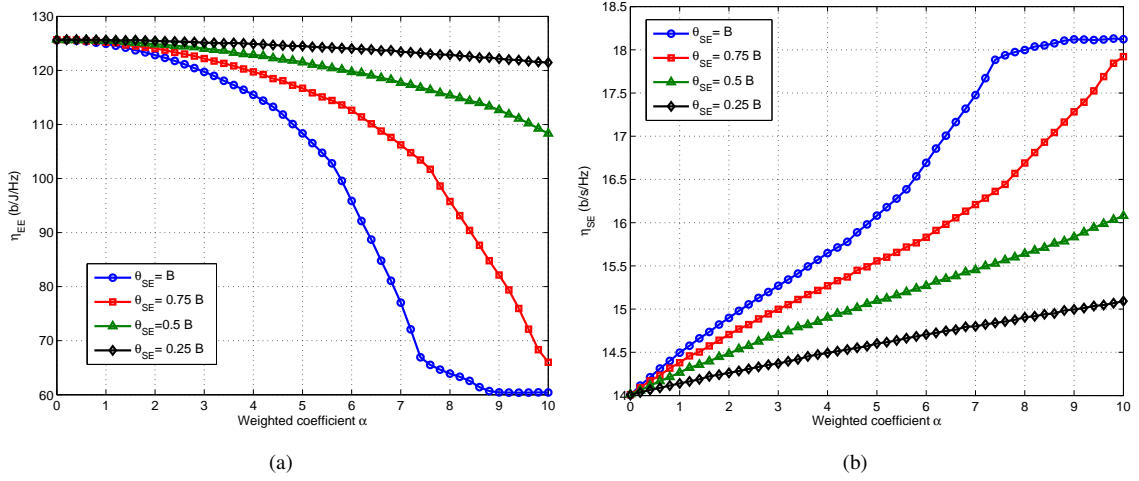 130
120
110
100
90
80
70
60
0 1 2 3 4 5 6 7 8 9 10
η_EE (b/J/Hz)
Weighted coefficient α
θ_SE= B
θ_SE= 0.75 B
θ_SE=0.5 B
θ_SE= 0.25 B
(a)
18.5
18
17.5
17
16.5
16
15.5
15
14.5
14
0 1 2 3 4 5 6 7 8 9 10
η_SE (b/s/Hz)
Weighted coefficient α
θ_SE= B
θ_SE= 0.75 B
θ_SE= 0.5 B
θ_SE= 0.25 B
(b)